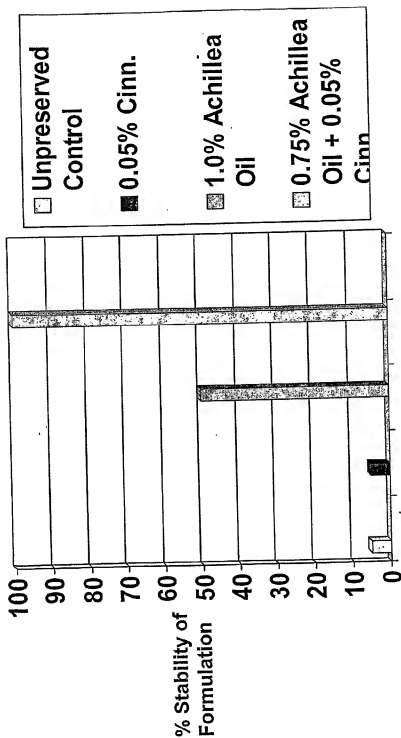 % Stability of
Formulation
100
90
80
70
60
50
40
30
20
10
0
Unpreserved
Control
0.05% Cinn.
1.0% Achillea
Oil
0.75% Achillea
Oil + 0.05%
Cinn